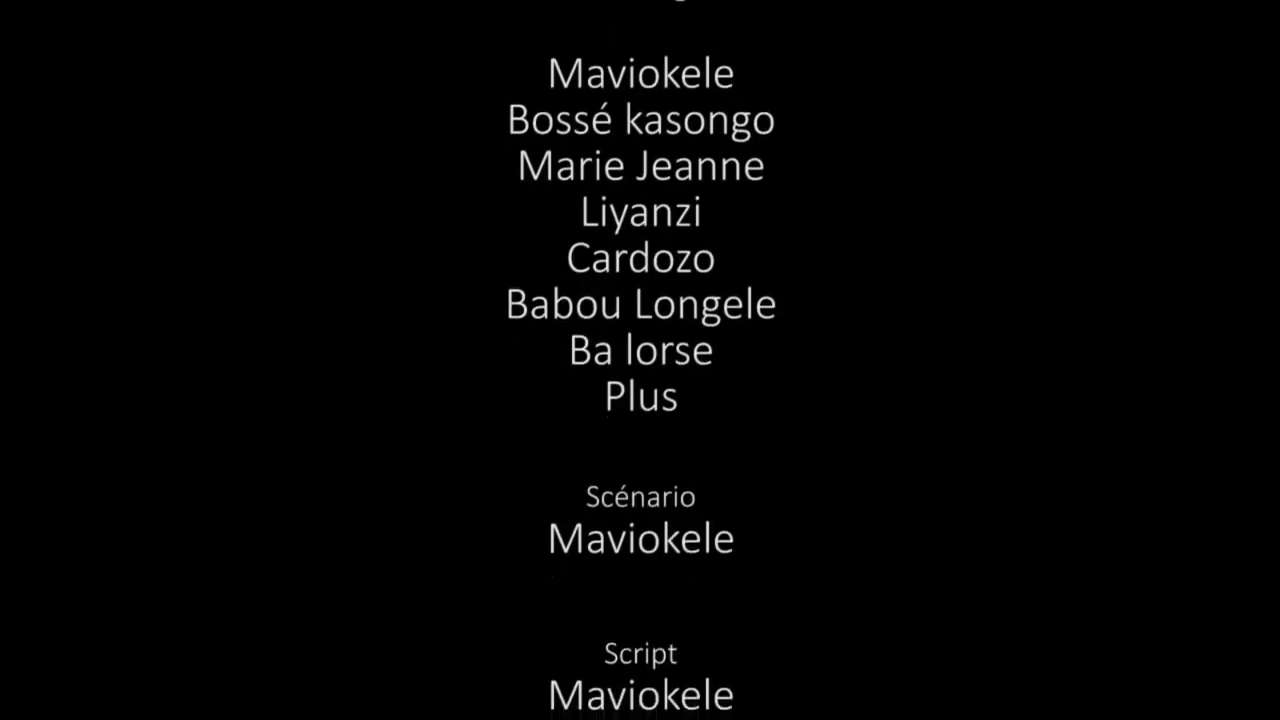 Maviokele
Bossé kasongo
Marie Jeanne
Liyanzi
Cardozo
Babou Longele
Ba lorse
Plus
Scénario
Maviokele
Script
Maviokele